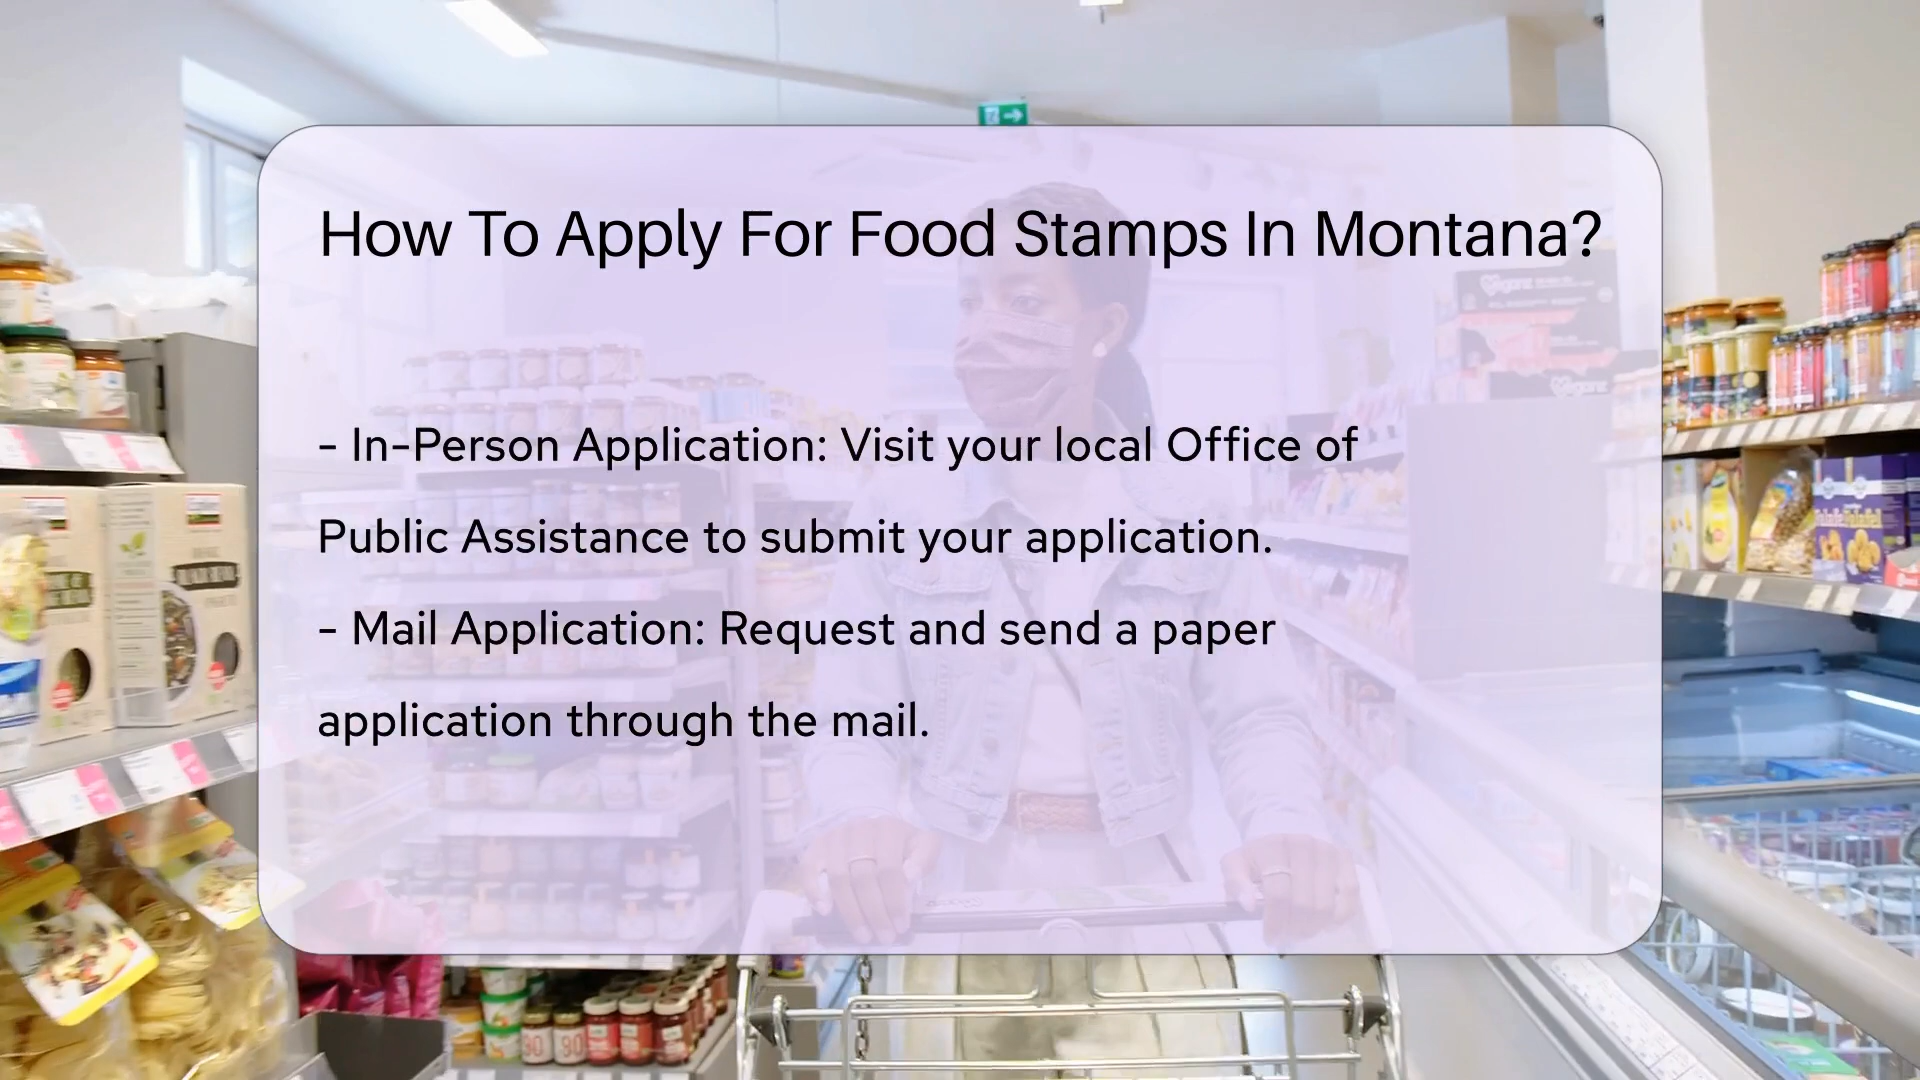 How To Apply For Food Stamps In Montana?
- In-Person Application: Visit your local Office of
Public Assistance to submit your application.
- Mail Application: Request and send a paper
application through the mail.